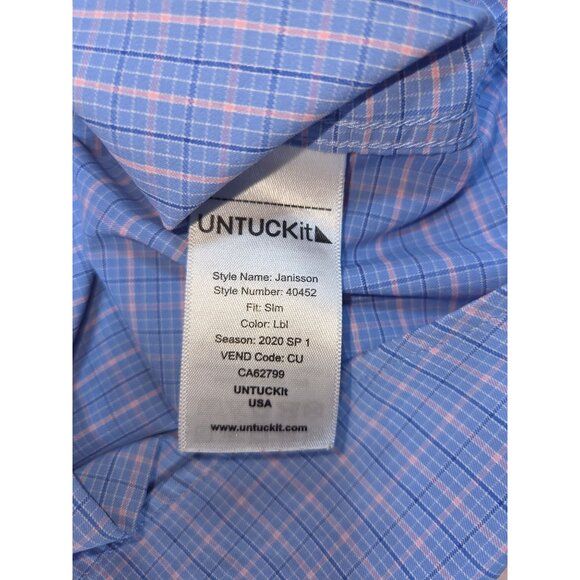 UNTUCKit
Style Name: Janisson
Style Number: 40452
Fit: Slm
Color: Lbl
Season: 2020 SP 1
VEND Code: CU
CA62799
UNTUCKIt
USA
www.untuckit.com